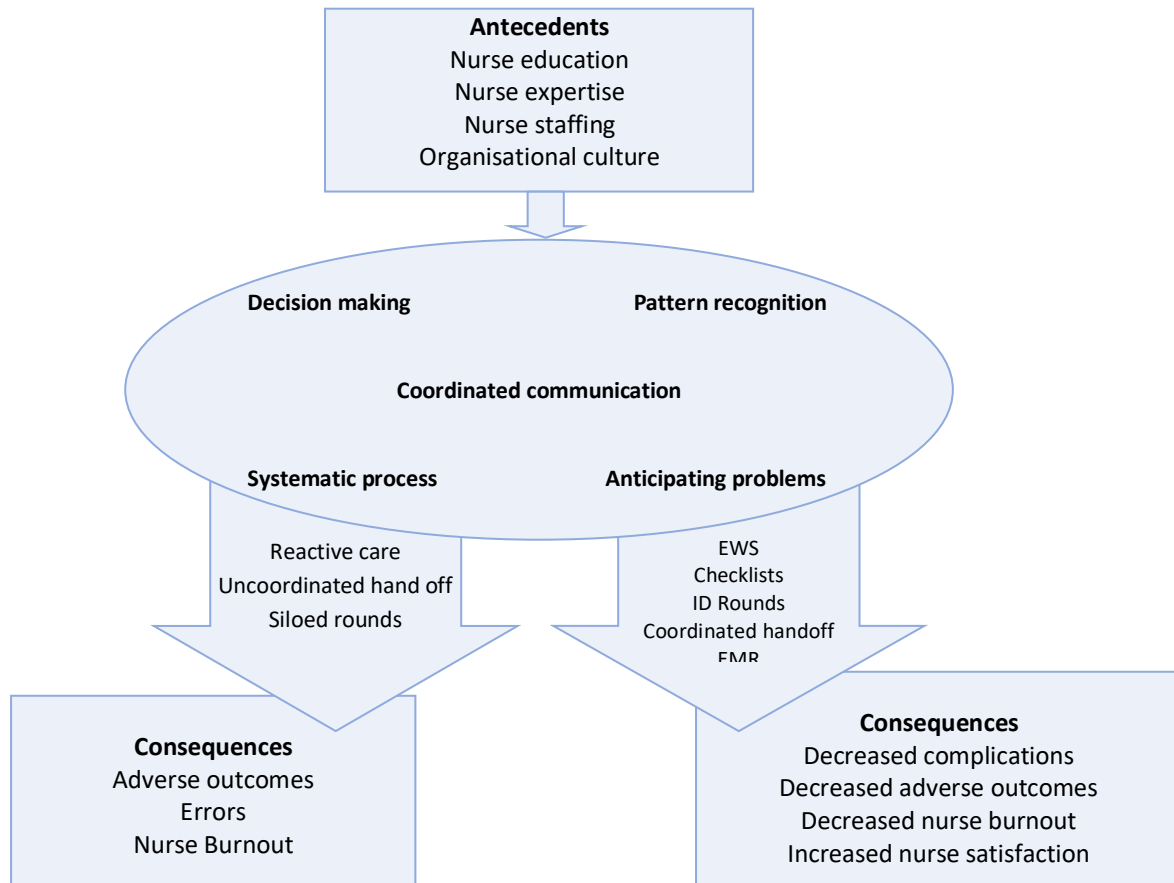 Antecedents
Nurse education
Nurse expertise
Nurse staffing
Organisational culture
Decision making
Pattern recognition
Coordinated communication
Systematic process
Anticipating problems
Reactive care
Uncoordinated hand off
Siloed rounds
EWS
Checklists
ID Rounds
Coordinated handoff
EMR
Consequences
Adverse outcomes
Errors
Nurse Burnout
Consequences
Decreased complications
Decreased adverse outcomes
Decreased nurse burnout
Increased nurse satisfaction